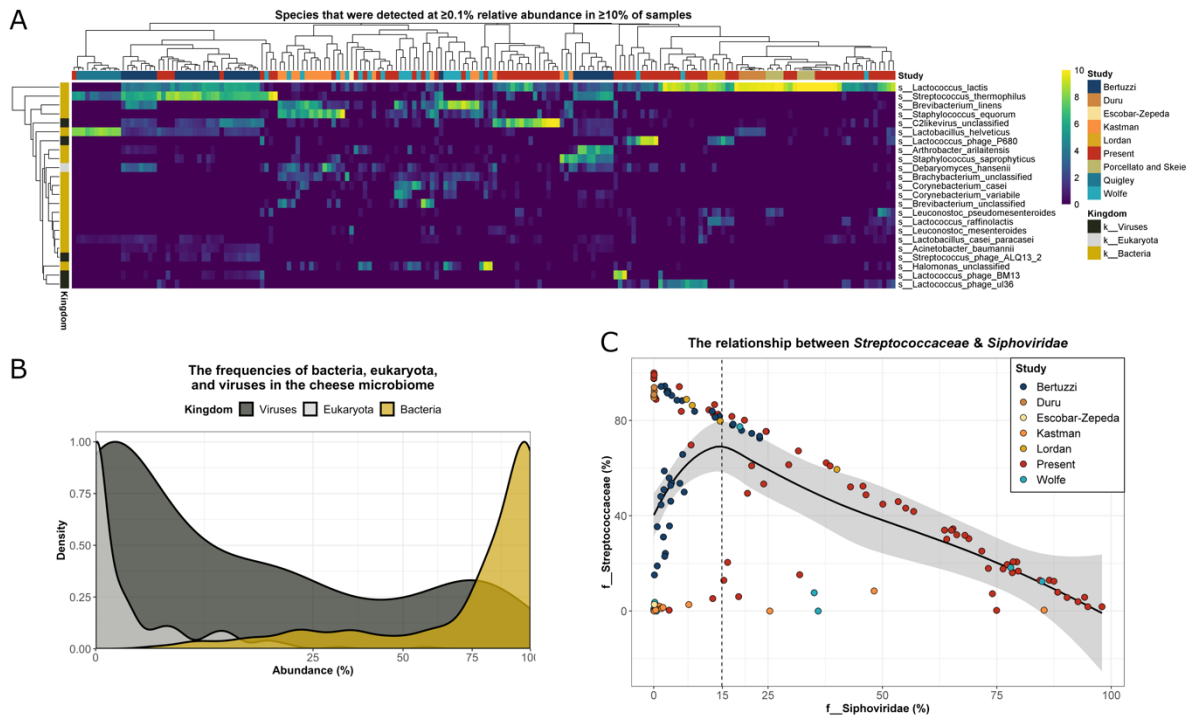 A
Species that were detected at ≥0.1% relative abundance in ≥10% of samples
Study
s__Lactococcus_lactis
s__Streptococcus_thermophilus
s__Brevibacterium_linens
s__Staphylococcus_equorum
s__C2likevirus_unclassified
s__Lactobacillus_helveticus
s__Lactococcus_phage_P680
s__Arthrobacter_arilaitensis
s__Staphylococcus_saprophyticus
s__Debaryomyces_hansenii
s__Brachybacterium_unclassified
s__Corynebacterium_casei
s__Corynebacterium_variabile
s__Brevibacterium_unclassified
s__Leuconostoc_pseudomesenteroides
s__Lactococcus_raffinolactis
s__Leuconostoc_mesenteroides
s__Lactobacillus_casei_paracasei
s__Acinetobacter_baumannii
s__Streptococcus_phage_ALQ13_2
s__Halomonas_unclassified
s__Lactococcus_phage_BM13
s__Lactococcus_phage_ul36
Kingdom
10
8
6
4
2
0
Study
Bertuzzi
Duru
Escobar-Zepeda
Kastman
Lordan
Present
Porcellato and Skeie
Quigley
Wolfe
Kingdom
k__Viruses
k__Eukaryota
k__Bacteria
B
The frequencies of bacteria, eukaryota,
and viruses in the cheese microbiome
Kingdom Viruses Eukaryota Bacteria
1.00
0.75
0.50
0.25
0.00
Density
0 25 50 75 100
Abundance (%)
C
The relationship between Streptococcaceae & Siphoviridae
Study
Bertuzzi
Duru
Escobar-Zepeda
Kastman
Lordan
Present
Wolfe
80
40
0
f__Streptococcaceae (%)
0 15 25 50 75 100
f__Siphoviridae (%)